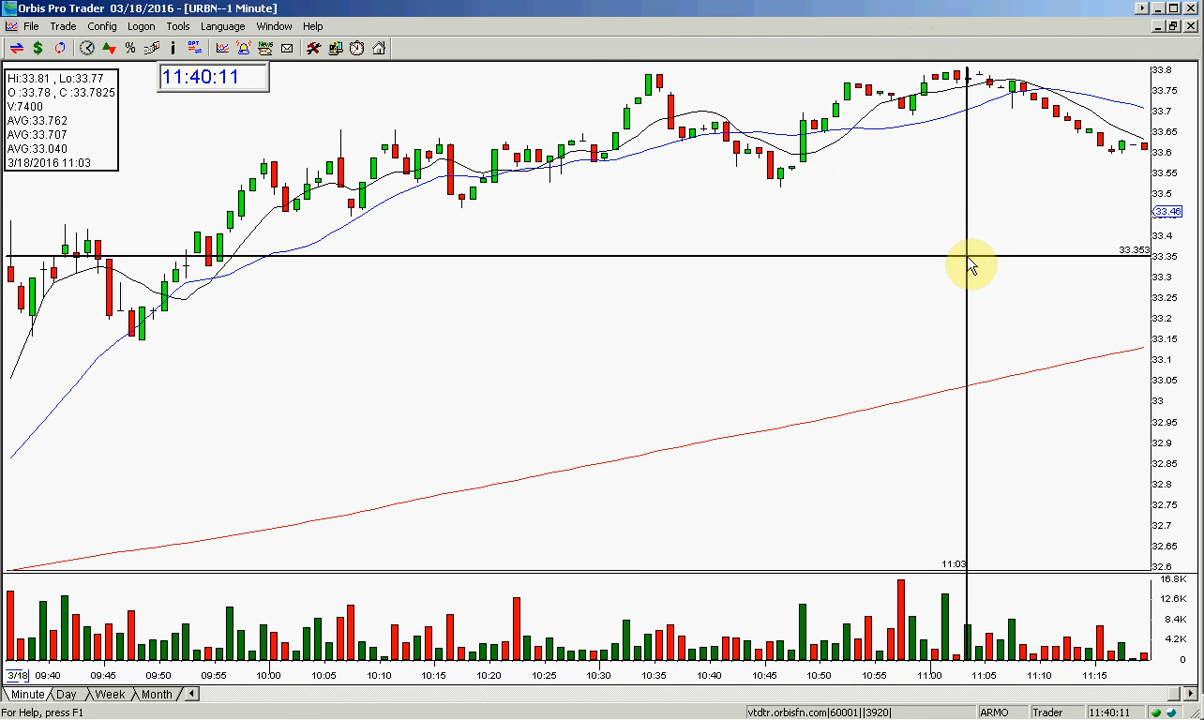 Orbis Pro Trader 03/18/2016 - [URBN--1 Minute]
File Trade Config Logon Tools Language Window Help
11:40:11
Hi:33.81 , Lo:33.77
O :33.78 , C :33.7825
V:7400
AVG:33.762
AVG:33.707
AVG:33.040
3/18/2016 11:03
33.8
33.75
33.7
33.65
33.6
33.55
33.5
33.46
33.4
33.353
33.35
33.3
33.25
33.2
33.15
33.1
33.05
33
32.95
32.9
32.85
32.8
32.75
32.7
32.65
32.6
11:03
16.8K
12.6K
8.4K
4.2K
0
3/18 09:40 09:45 09:50 09:55 10:00 10:05 10:10 10:15 10:20 10:25 10:30 10:35 10:40 10:45 10:50 10:55 11:00 11:05 11:10 11:15
Minute Day Week Month
For Help, press F1 vtdtr.orbisfn.com|60001||3920| ARMO Trader 11:40:11